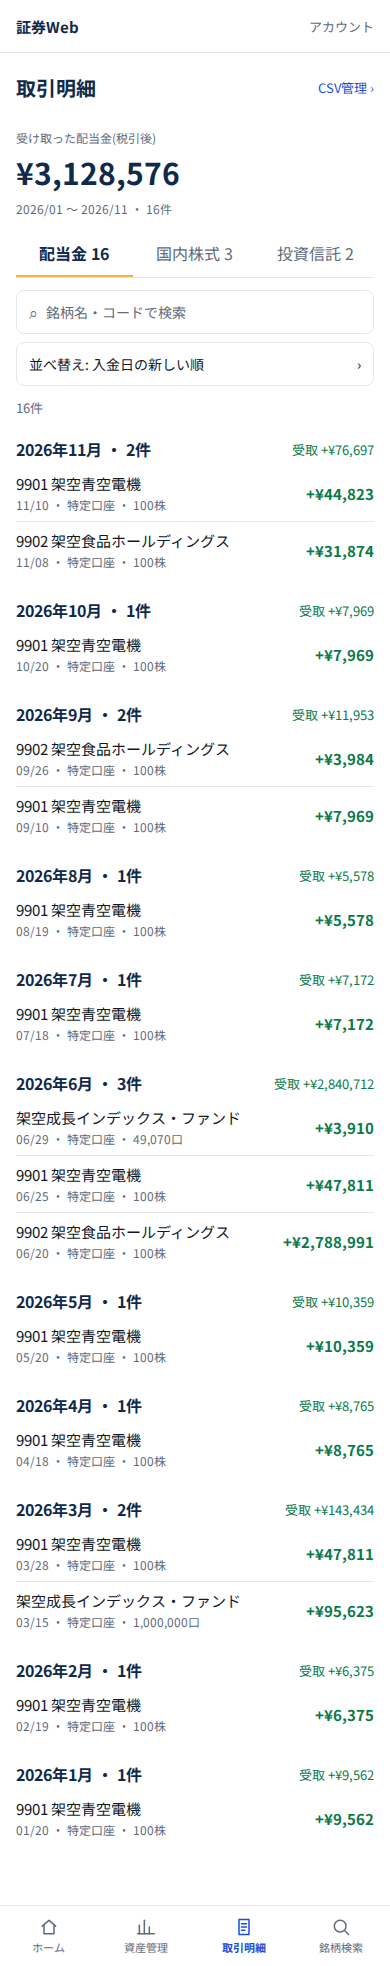 証券Web
アカウント
取引明細
CSV管理 ›
受け取った配当金(税引後)
¥3,128,576
2026/01 〜 2026/11 ・ 16件
配当金 16
国内株式 3
投資信託 2
銘柄名・コードで検索
並べ替え: 入金日の新しい順 ›
16件
2026年11月 ・ 2件 受取 +¥76,697
9901 架空青空電機
11/10 ・ 特定口座 ・ 100株
+¥44,823
9902 架空食品ホールディングス
11/08 ・ 特定口座 ・ 100株
+¥31,874
2026年10月 ・ 1件 受取 +¥7,969
9901 架空青空電機
10/20 ・ 特定口座 ・ 100株
+¥7,969
2026年9月 ・ 2件 受取 +¥11,953
9902 架空食品ホールディングス
09/26 ・ 特定口座 ・ 100株
+¥3,984
9901 架空青空電機
09/10 ・ 特定口座 ・ 100株
+¥7,969
2026年8月 ・ 1件 受取 +¥5,578
9901 架空青空電機
08/19 ・ 特定口座 ・ 100株
+¥5,578
2026年7月 ・ 1件 受取 +¥7,172
9901 架空青空電機
07/18 ・ 特定口座 ・ 100株
+¥7,172
2026年6月 ・ 3件 受取 +¥2,840,712
架空成長インデックス・ファンド
06/29 ・ 特定口座 ・ 49,070口
+¥3,910
9901 架空青空電機
06/25 ・ 特定口座 ・ 100株
+¥47,811
9902 架空食品ホールディングス
06/20 ・ 特定口座 ・ 100株
+¥2,788,991
2026年5月 ・ 1件 受取 +¥10,359
9901 架空青空電機
05/20 ・ 特定口座 ・ 100株
+¥10,359
2026年4月 ・ 1件 受取 +¥8,765
9901 架空青空電機
04/18 ・ 特定口座 ・ 100株
+¥8,765
2026年3月 ・ 2件 受取 +¥143,434
9901 架空青空電機
03/28 ・ 特定口座 ・ 100株
+¥47,811
架空成長インデックス・ファンド
03/15 ・ 特定口座 ・ 1,000,000口
+¥95,623
2026年2月 ・ 1件 受取 +¥6,375
9901 架空青空電機
02/19 ・ 特定口座 ・ 100株
+¥6,375
2026年1月 ・ 1件 受取 +¥9,562
9901 架空青空電機
01/20 ・ 特定口座 ・ 100株
+¥9,562
ホーム
資産管理
取引明細
銘柄検索